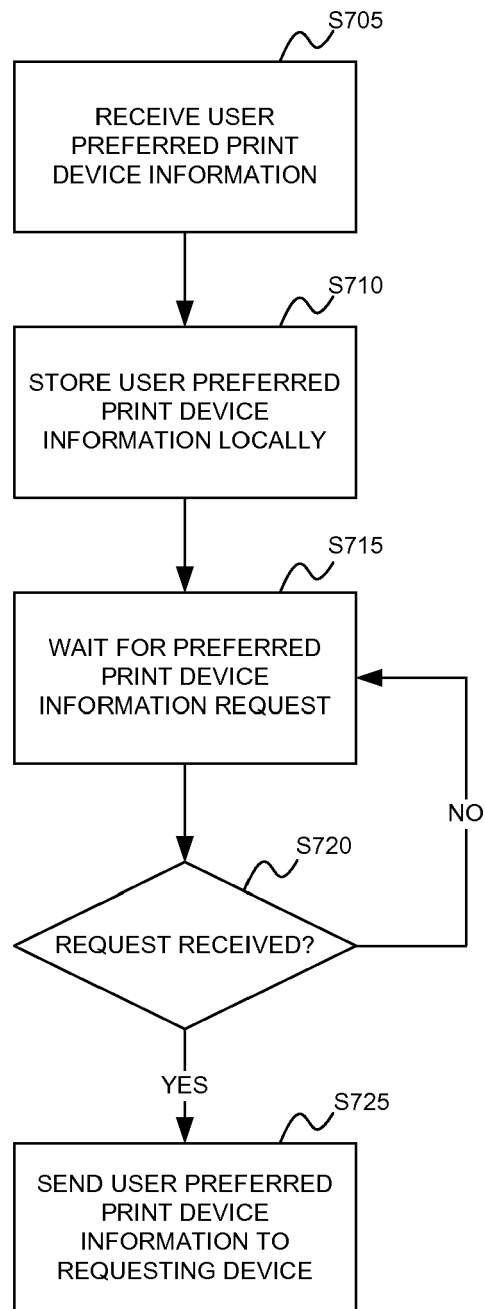 S705
RECEIVE USER
PREFERRED PRINT
DEVICE INFORMATION
S710
STORE USER PREFERRED
PRINT DEVICE
INFORMATION LOCALLY
S715
WAIT FOR PREFERRED
PRINT DEVICE
INFORMATION REQUEST
NO
S720
REQUEST RECEIVED?
YES
S725
SEND USER PREFERRED
PRINT DEVICE
INFORMATION TO
REQUESTING DEVICE